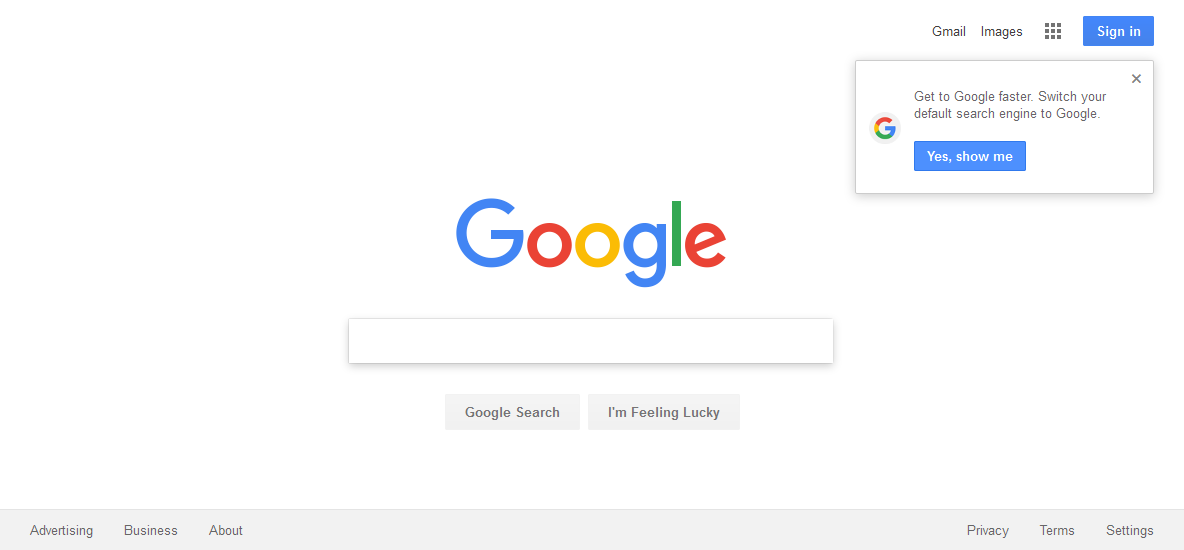 Gmail Images Sign in
Get to Google faster. Switch your
default search engine to Google.
Yes, show me
Google
Google Search I'm Feeling Lucky
Advertising Business About Privacy Terms Settings